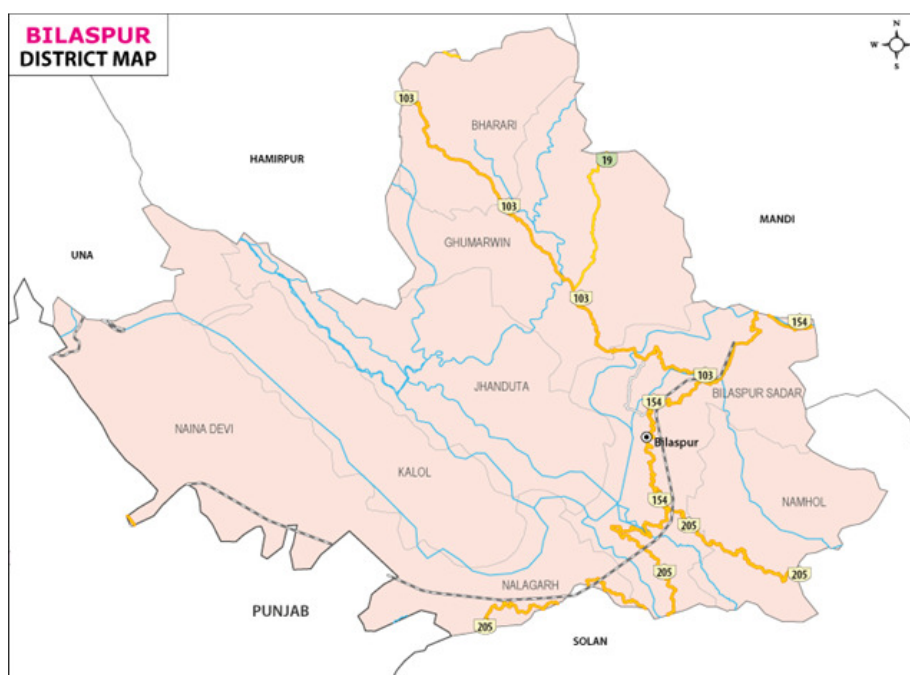 BILASPUR
DISTRICT MAP
N
W
E
S
103
BHARARI
HAMIRPUR
19
103
MANDI
GHUMARWIN
UNA
103
154
103
JHANDUTA
BILASPUR SADAR
154
NAINA DEVI
Bilaspur
KALOL
154
NAMHOL
205
205
205
NALAGARH
PUNJAB
205
SOLAN